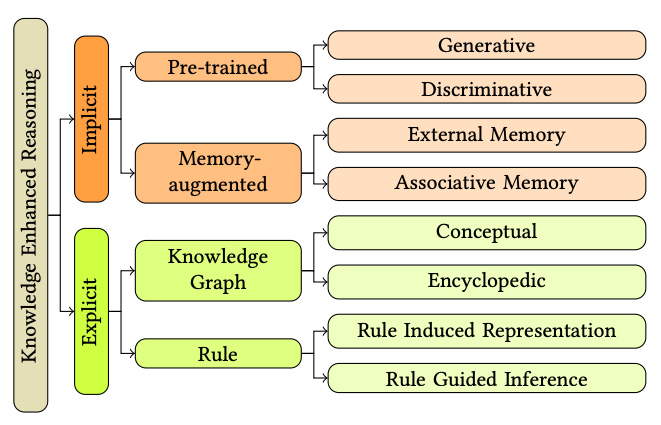 Knowledge Enhanced Reasoning
Implicit
Pre-trained
Generative
Discriminative
Memory-
augmented
External Memory
Associative Memory
Explicit
Knowledge
Graph
Conceptual
Encyclopedic
Rule
Rule Induced Representation
Rule Guided Inference